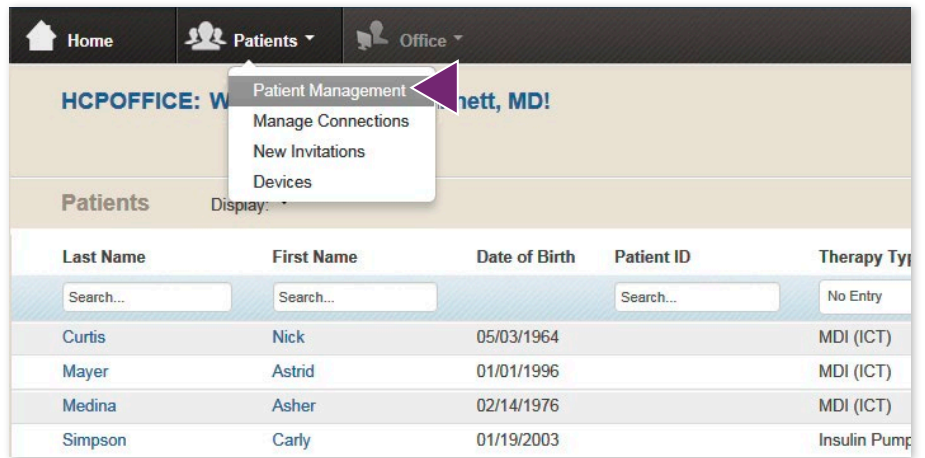 Home Patients Office
Patient Management
HCPOFFICE: W nett, MD!
Manage Connections
New Invitations
Devices
Patients Display:
Last Name First Name Date of Birth Patient ID Therapy Typ
Search... Search... Search... No Entry
Curtis Nick 05/03/1964 MDI (ICT)
Mayer Astrid 01/01/1996 MDI (ICT)
Medina Asher 02/14/1976 MDI (ICT)
Simpson Carly 01/19/2003 Insulin Pump